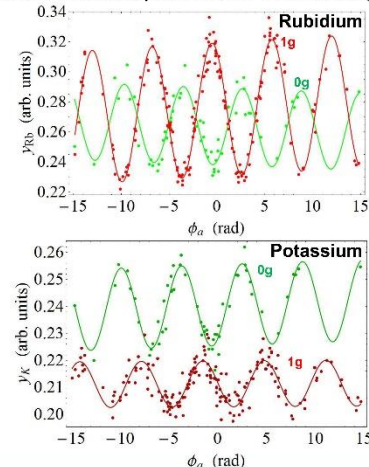 Rubidium
1g
0g
y_Rb (arb. units)
0.34
0.32
0.30
0.28
0.26
0.24
0.22
−15 −10 −5 0 5 10 15
ϕ_a (rad)
Potassium
0g
1g
y_K (arb. units)
0.26
0.25
0.24
0.23
0.22
0.21
0.20
−15 −10 −5 0 5 10 15
ϕ_a (rad)